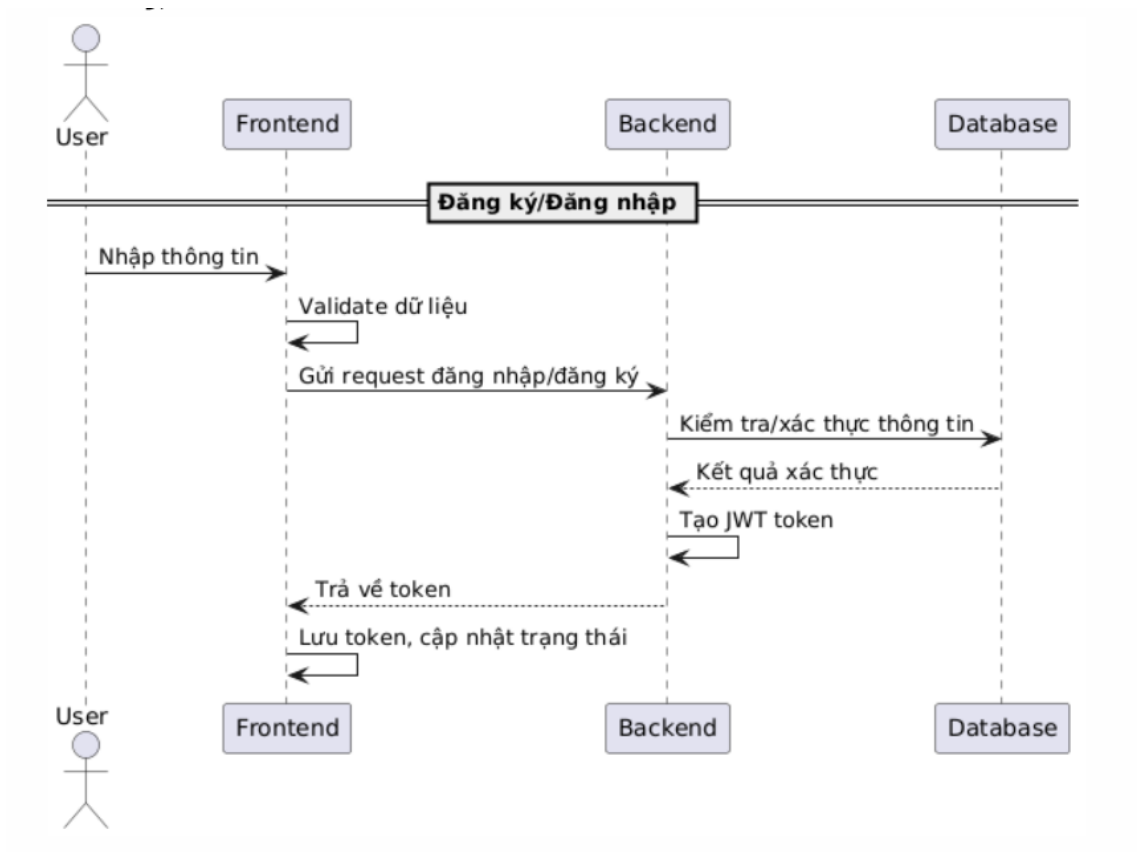 User
Frontend
Backend
Database
Đăng ký/Đăng nhập
Nhập thông tin
Validate dữ liệu
Gửi request đăng nhập/đăng ký
Kiểm tra/xác thực thông tin
Kết quả xác thực
Tạo JWT token
Trả về token
Lưu token, cập nhật trạng thái
User
Frontend
Backend
Database